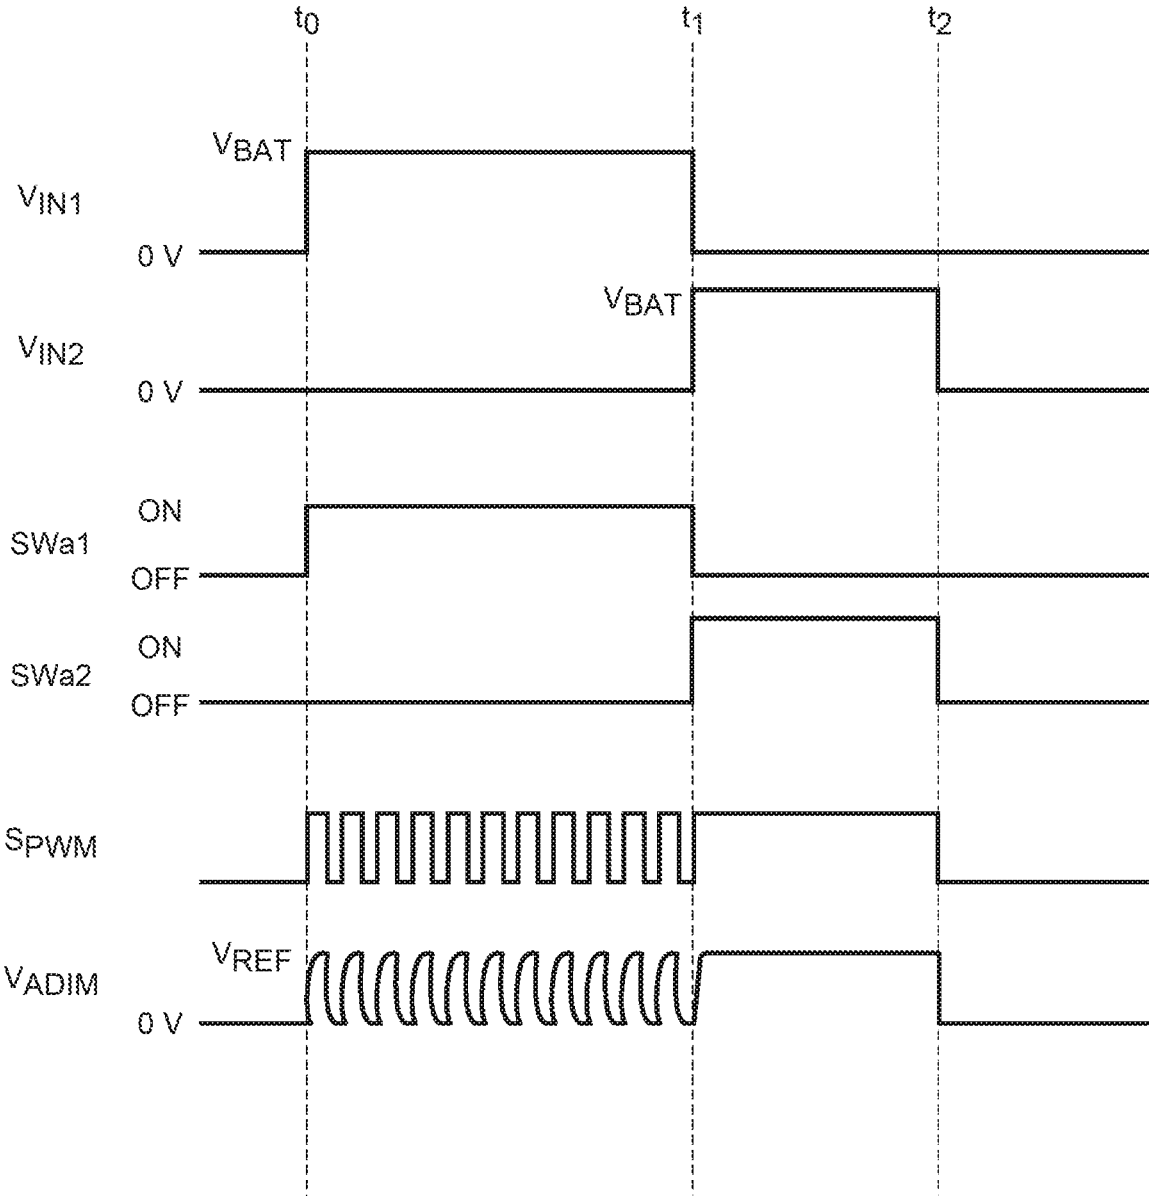 t0 t1 t2
VBAT
VIN1
0 V
VBAT
VIN2
0 V
ON
SWa1
OFF
ON
SWa2
OFF
SPWM
VREF
VADIM
0 V